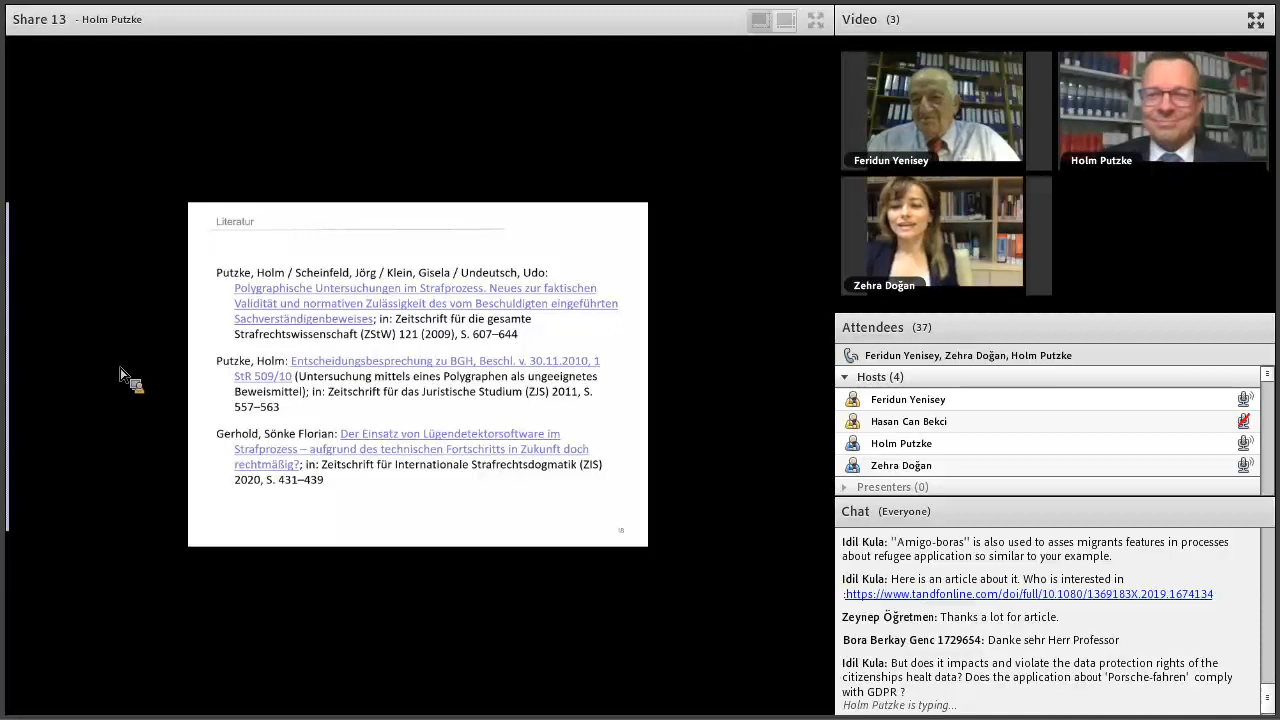 Share 13 - Holm Putzke
Literatur
Putzke, Holm / Scheinfeld, Jörg / Klein, Gisela / Undeutsch, Udo:
Polygraphische Untersuchungen im Strafprozess. Neues zur faktischen
Validität und normativen Zulässigkeit des vom Beschuldigten eingeführten
Sachverständigenbeweises; in: Zeitschrift für die gesamte
Strafrechtswissenschaft (ZStW) 121 (2009), S. 607–644
Putzke, Holm: Entscheidungsbesprechung zu BGH, Beschl. v. 30.11.2010, 1
StR 509/10 (Untersuchung mittels eines Polygraphen als ungeeignetes
Beweismittel); in: Zeitschrift für das Juristische Studium (ZJS) 2011, S.
557–563
Gerhold, Sönke Florian: Der Einsatz von Lügendetektorsoftware im
Strafprozess – aufgrund des technischen Fortschritts in Zukunft doch
rechtmäßig?; in: Zeitschrift für Internationale Strafrechtsdogmatik (ZIS)
2020, S. 431–439
18
Video (3)
Feridun Yenisey
Holm Putzke
Zehra Doğan
Attendees (37)
Feridun Yenisey, Zehra Doğan, Holm Putzke
Hosts (4)
Feridun Yenisey
Hasan Can Bekci
Holm Putzke
Zehra Doğan
Presenters (0)
Chat (Everyone)
Idil Kula: "Amigo-boras" is also used to asses migrants features in processes
about refugee application so similar to your example.
Idil Kula: Here is an article about it. Who is interested in
:https://www.tandfonline.com/doi/full/10.1080/1369183X.2019.1674134
Zeynep Öğretmen: Thanks a lot for article.
Bora Berkay Genc 1729654: Danke sehr Herr Professor
Idil Kula: But does it impacts and violate the data protection rights of the
citizenships healt data? Does the application about 'Porsche-fahren' comply
with GDPR ?
Holm Putzke is typing...